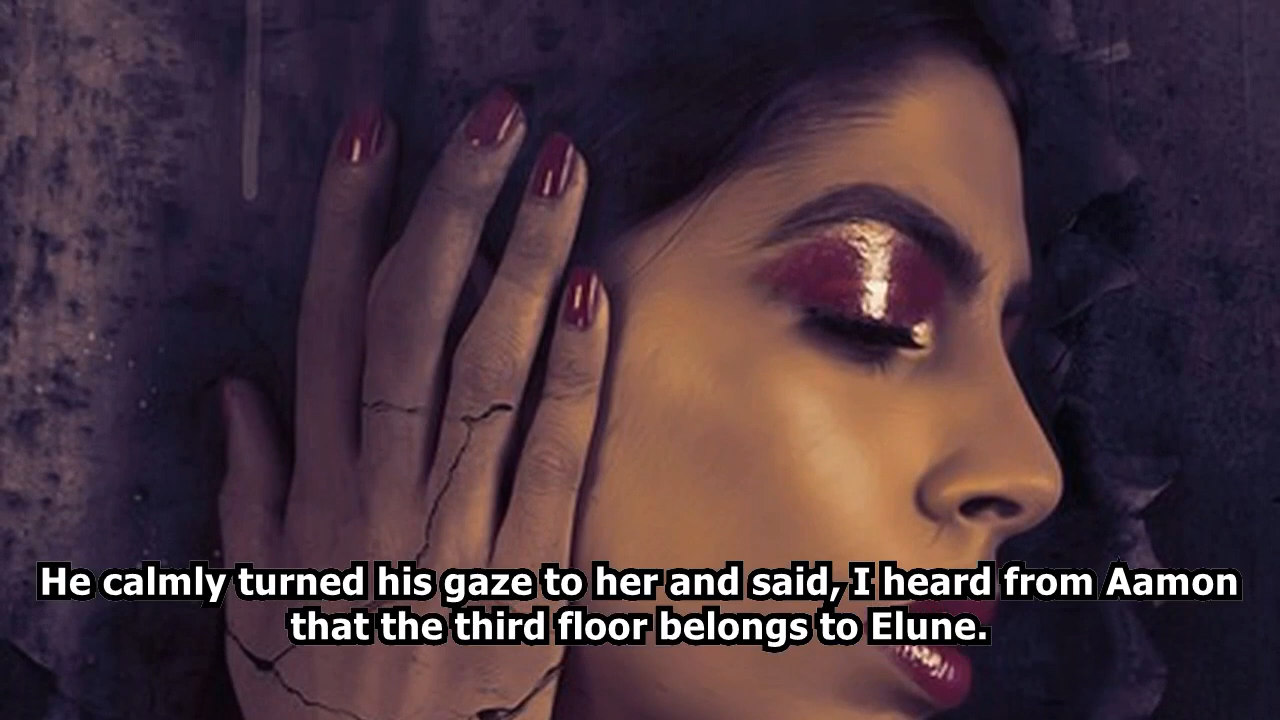 He calmly turned his gaze to her and said, I heard from Aamon
that the third floor belongs to Elune.